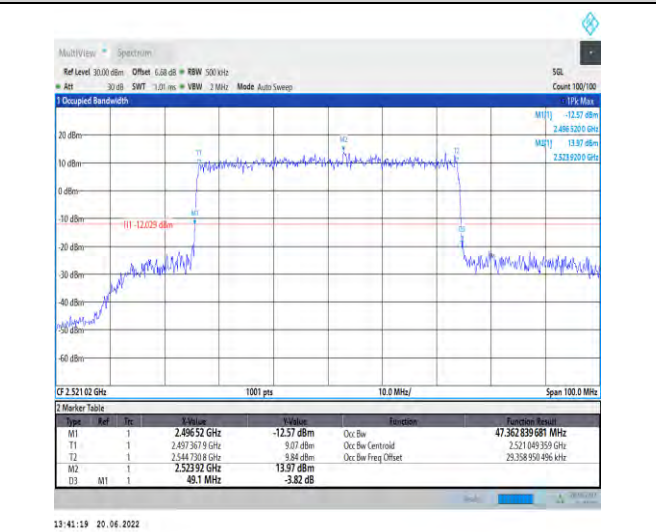 MultiView Spectrum
Ref Level 30.00 dBm Offset 6.68 dB RBW 500 kHz SGL
Att 30 dB SWT 1.01 ms VBW 2 MHz Mode Auto Sweep Count 100/100
1 Occupied Bandwidth 1Pk Max
M1[1] -12.57 dBm
2.496 5200 GHz
M2[1] 13.97 dBm
2.523 9200 GHz
20 dBm
M2
T1
T2
10 dBm
0 dBm
M1
-10 dBm
H1 -12.029 dBm
D3
-20 dBm
-30 dBm
-40 dBm
-50 dBm
-60 dBm
CF 2.521 02 GHz 1001 pts 10.0 MHz/ Span 100.0 MHz
2 Marker Table
Type Ref Trc X-Value Y-Value Function Function Result
M1 1 2.496 52 GHz -12.57 dBm Occ Bw 47.362 839 681 MHz
T1 1 2.497 367 9 GHz 9.07 dBm Occ Bw Centroid 2.521 049 359 GHz
T2 1 2.544 730 8 GHz 9.84 dBm Occ Bw Freq Offset 29.358 950 496 kHz
M2 1 2.523 92 GHz 13.97 dBm
D3 M1 1 49.1 MHz -3.82 dB
13:41:19 20.06.2022